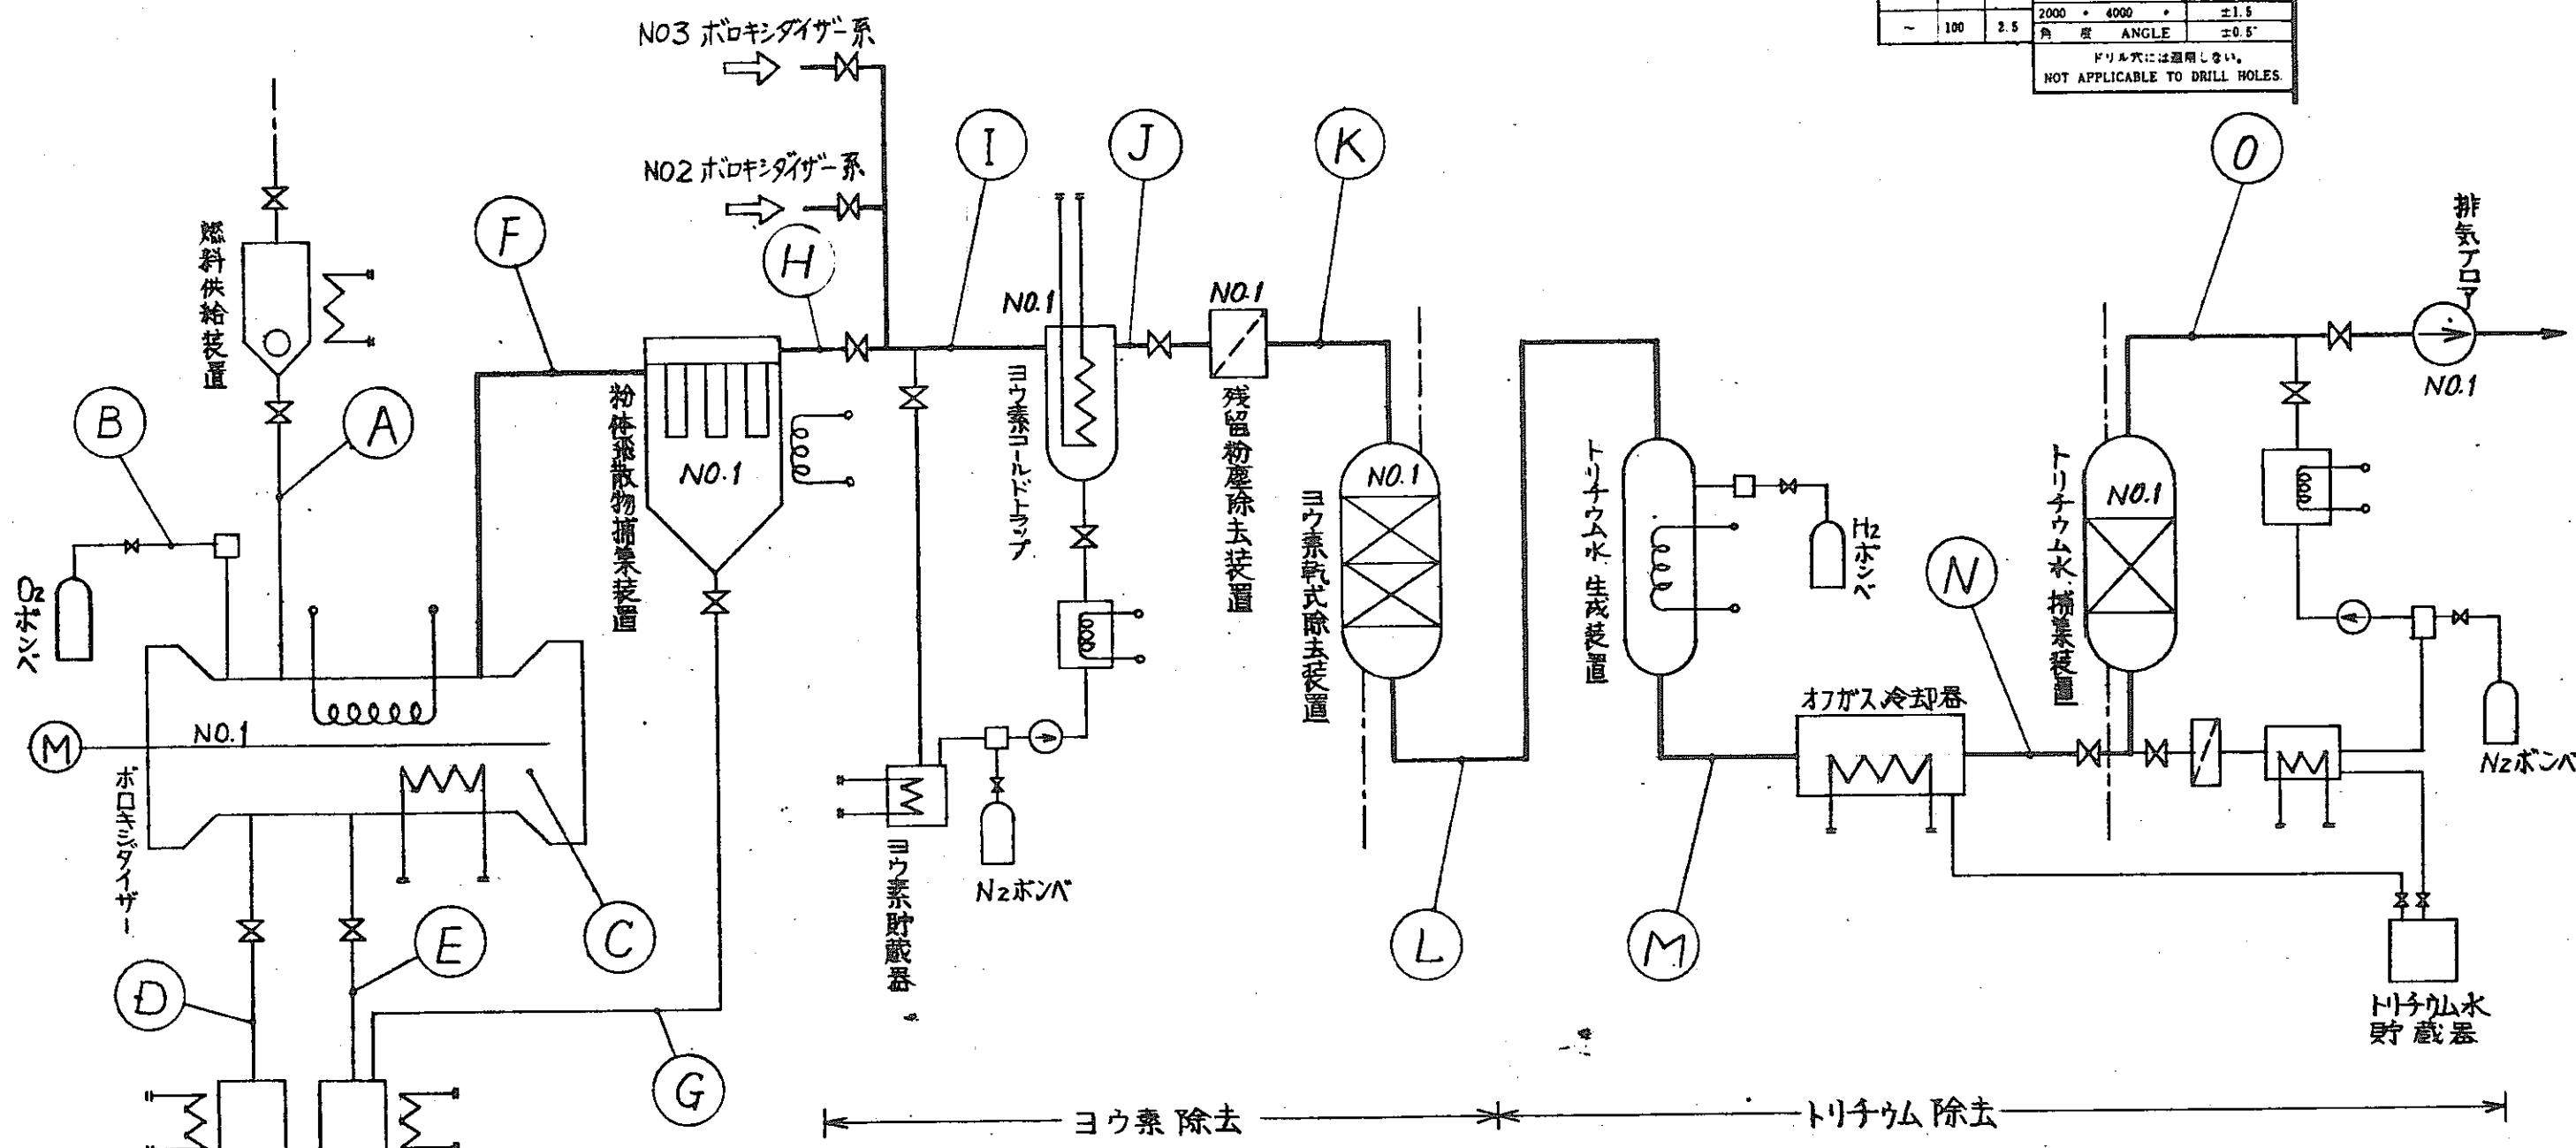 2000 〃 4000 〃 ±1.5
~ 100 2.5
角 度 ANGLE ±0.5°
ドリル穴には適用しない。
NOT APPLICABLE TO DRILL HOLES.
NO3 ボロキシダイザー系
NO2 ボロキシダイザー系
I
J
K
O
F
H
排気ブロア
NO.1
燃料供給装置
B
A
O2ボンベ
M
NO.1
ボロキシダイザー
C
D
E
G
粉体飛散物捕集装置
NO.1
NO.1
ヨウ素コールドトラップ
NO.1
残留粉塵除去装置
N2ボンベ
ヨウ素貯蔵器
NO.1
ヨウ素乾式除去装置
L
トリチウム水生成装置
H2ボンベ
M
オフガス冷却器
N
トリチウム水捕集装置
NO.1
N2ボンベ
トリチウム水
貯蔵器
ヨウ素除去
トリチウム除去